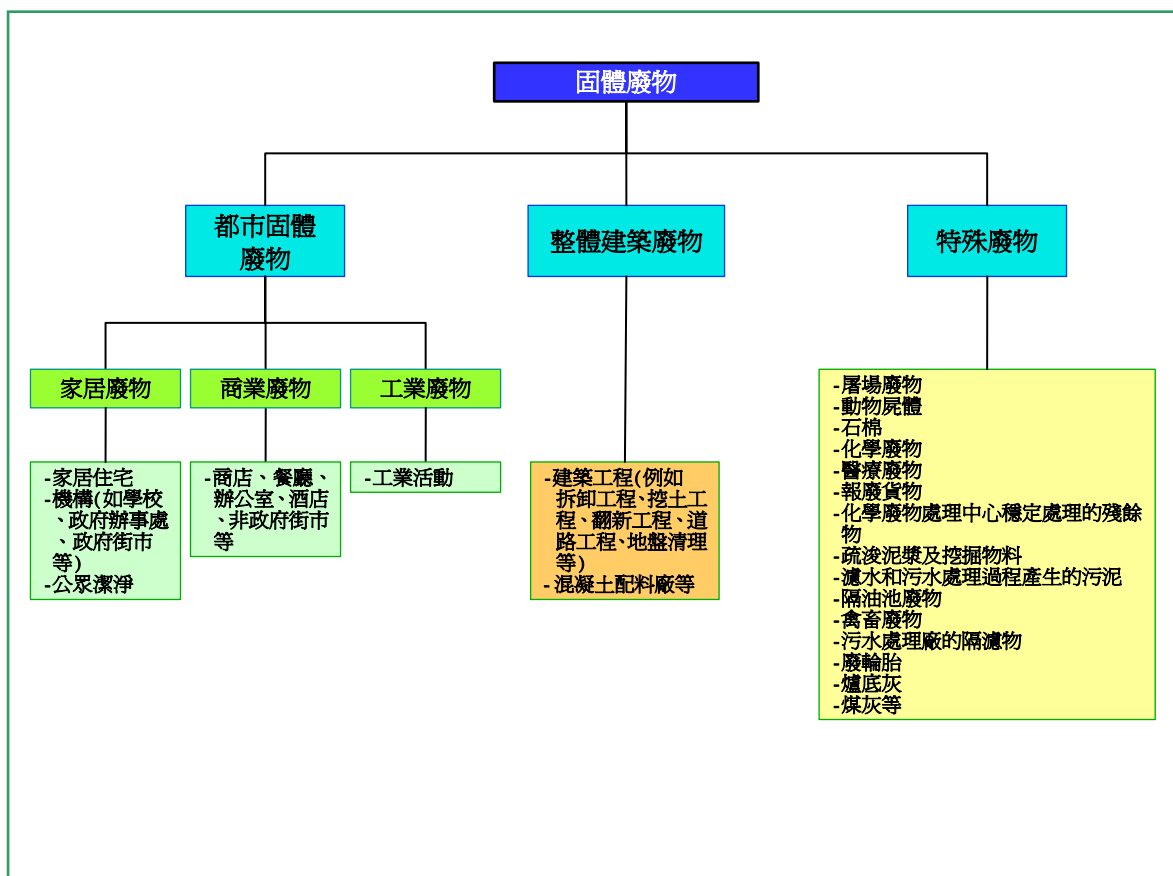 固體廢物
都市固體
廢物
整體建築廢物
特殊廢物
家居廢物
商業廢物
工業廢物
-家居住宅
-機構(如學校
、政府辦事處
、政府街市
等)
-公眾潔淨
-商店、餐廳、
辦公室、酒店
、非政府街市
等
-工業活動
-建築工程(例如
拆卸工程、挖土工
程、翻新工程、道
路工程、地盤清理
等)
-混凝土配料廠等
-屠場廢物
-動物屍體
-石棉
-化學廢物
-醫療廢物
-報廢貨物
-化學廢物處理中心穩定處理的殘餘
物
-疏浚泥漿及挖掘物料
-濾水和污水處理過程產生的污泥
-隔油池廢物
-禽畜廢物
-污水處理廠的隔濾物
-廢輪胎
-爐底灰
-煤灰等